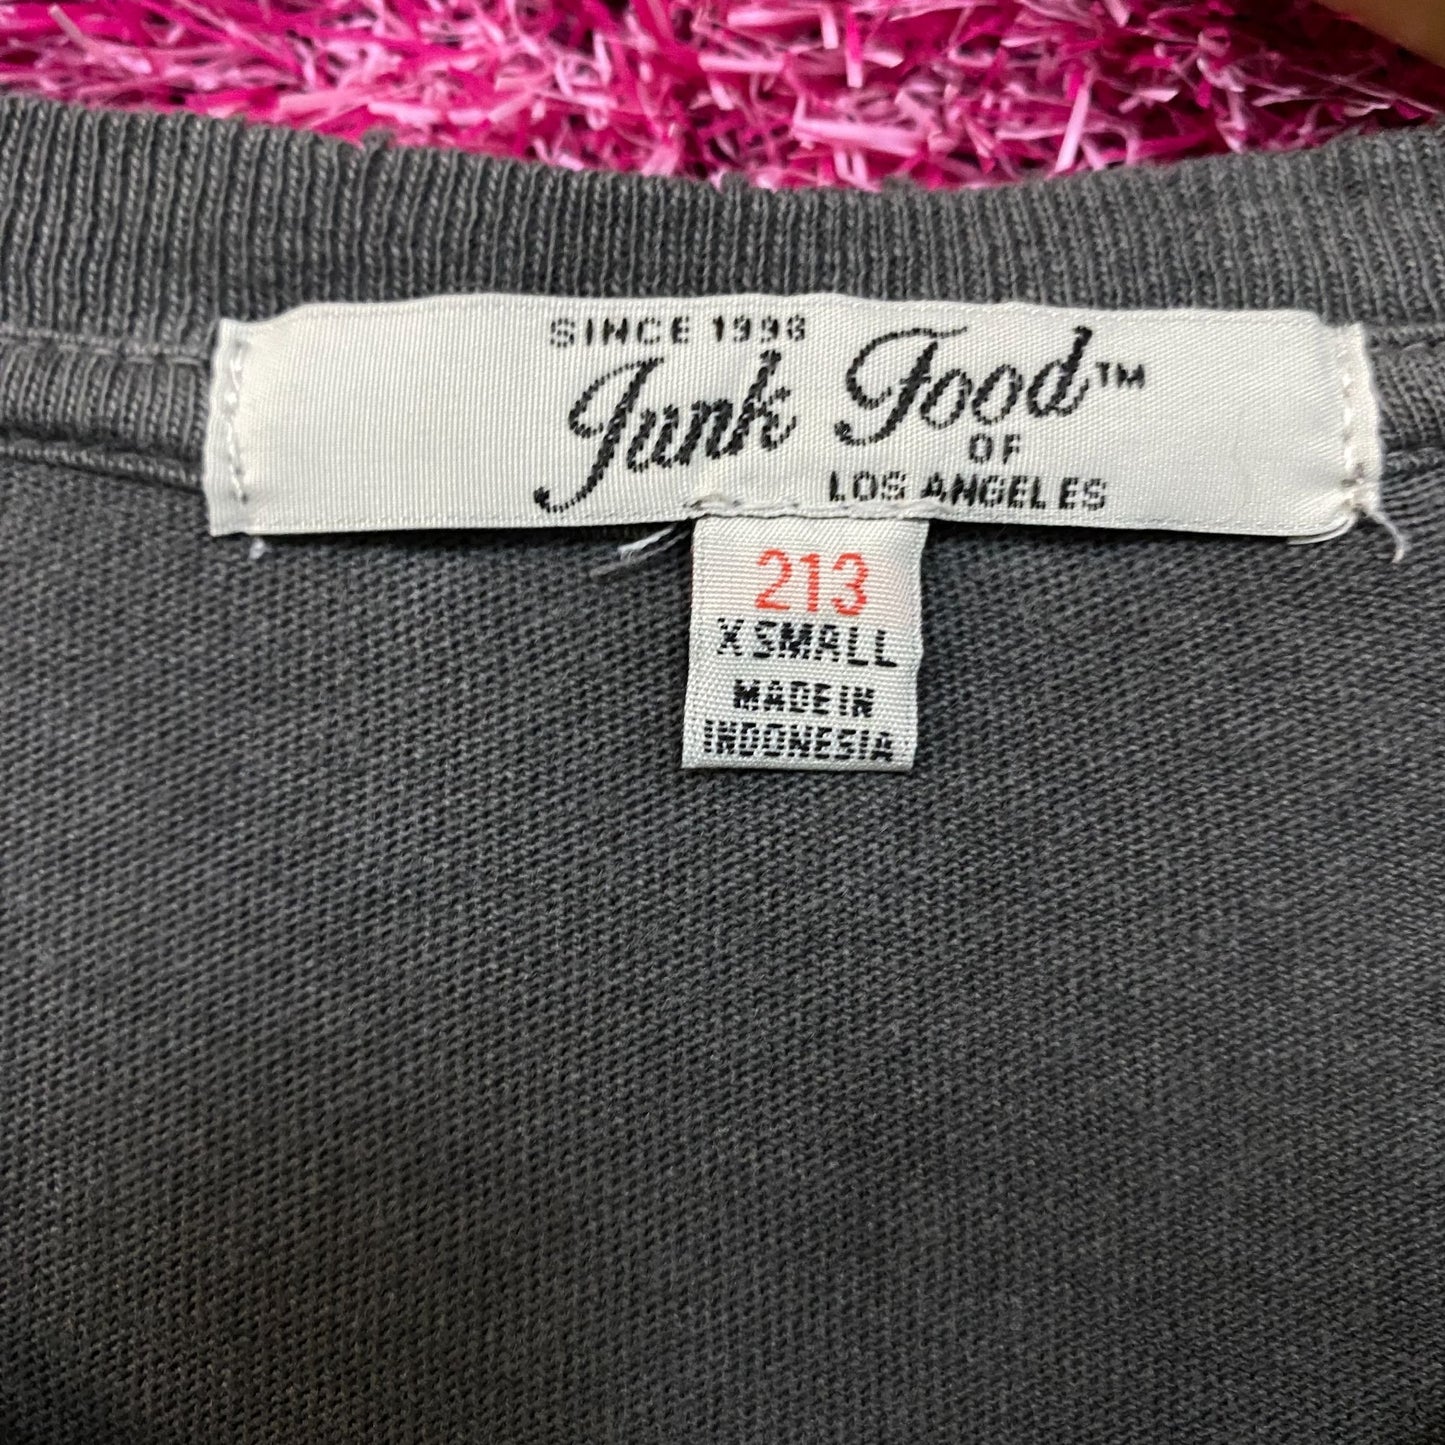 SINCE 1998
Junk Food™
OF
LOS ANGELES
213
X SMALL
MADE IN
INDONESIA